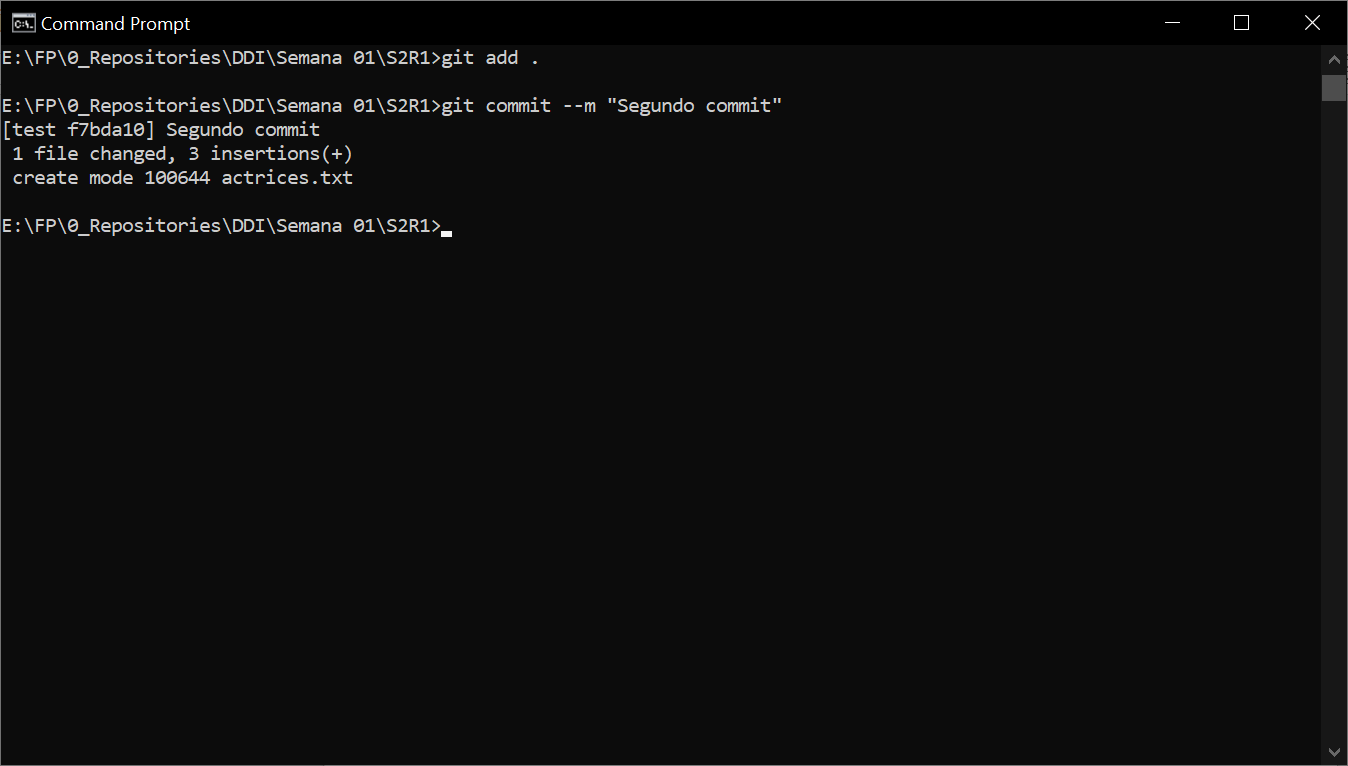 Command Prompt
E:\FP\0_Repositories\DDI\Semana 01\S2R1>git add .
E:\FP\0_Repositories\DDI\Semana 01\S2R1>git commit --m "Segundo commit"
[test f7bda10] Segundo commit
 1 file changed, 3 insertions(+)
 create mode 100644 actrices.txt
E:\FP\0_Repositories\DDI\Semana 01\S2R1>